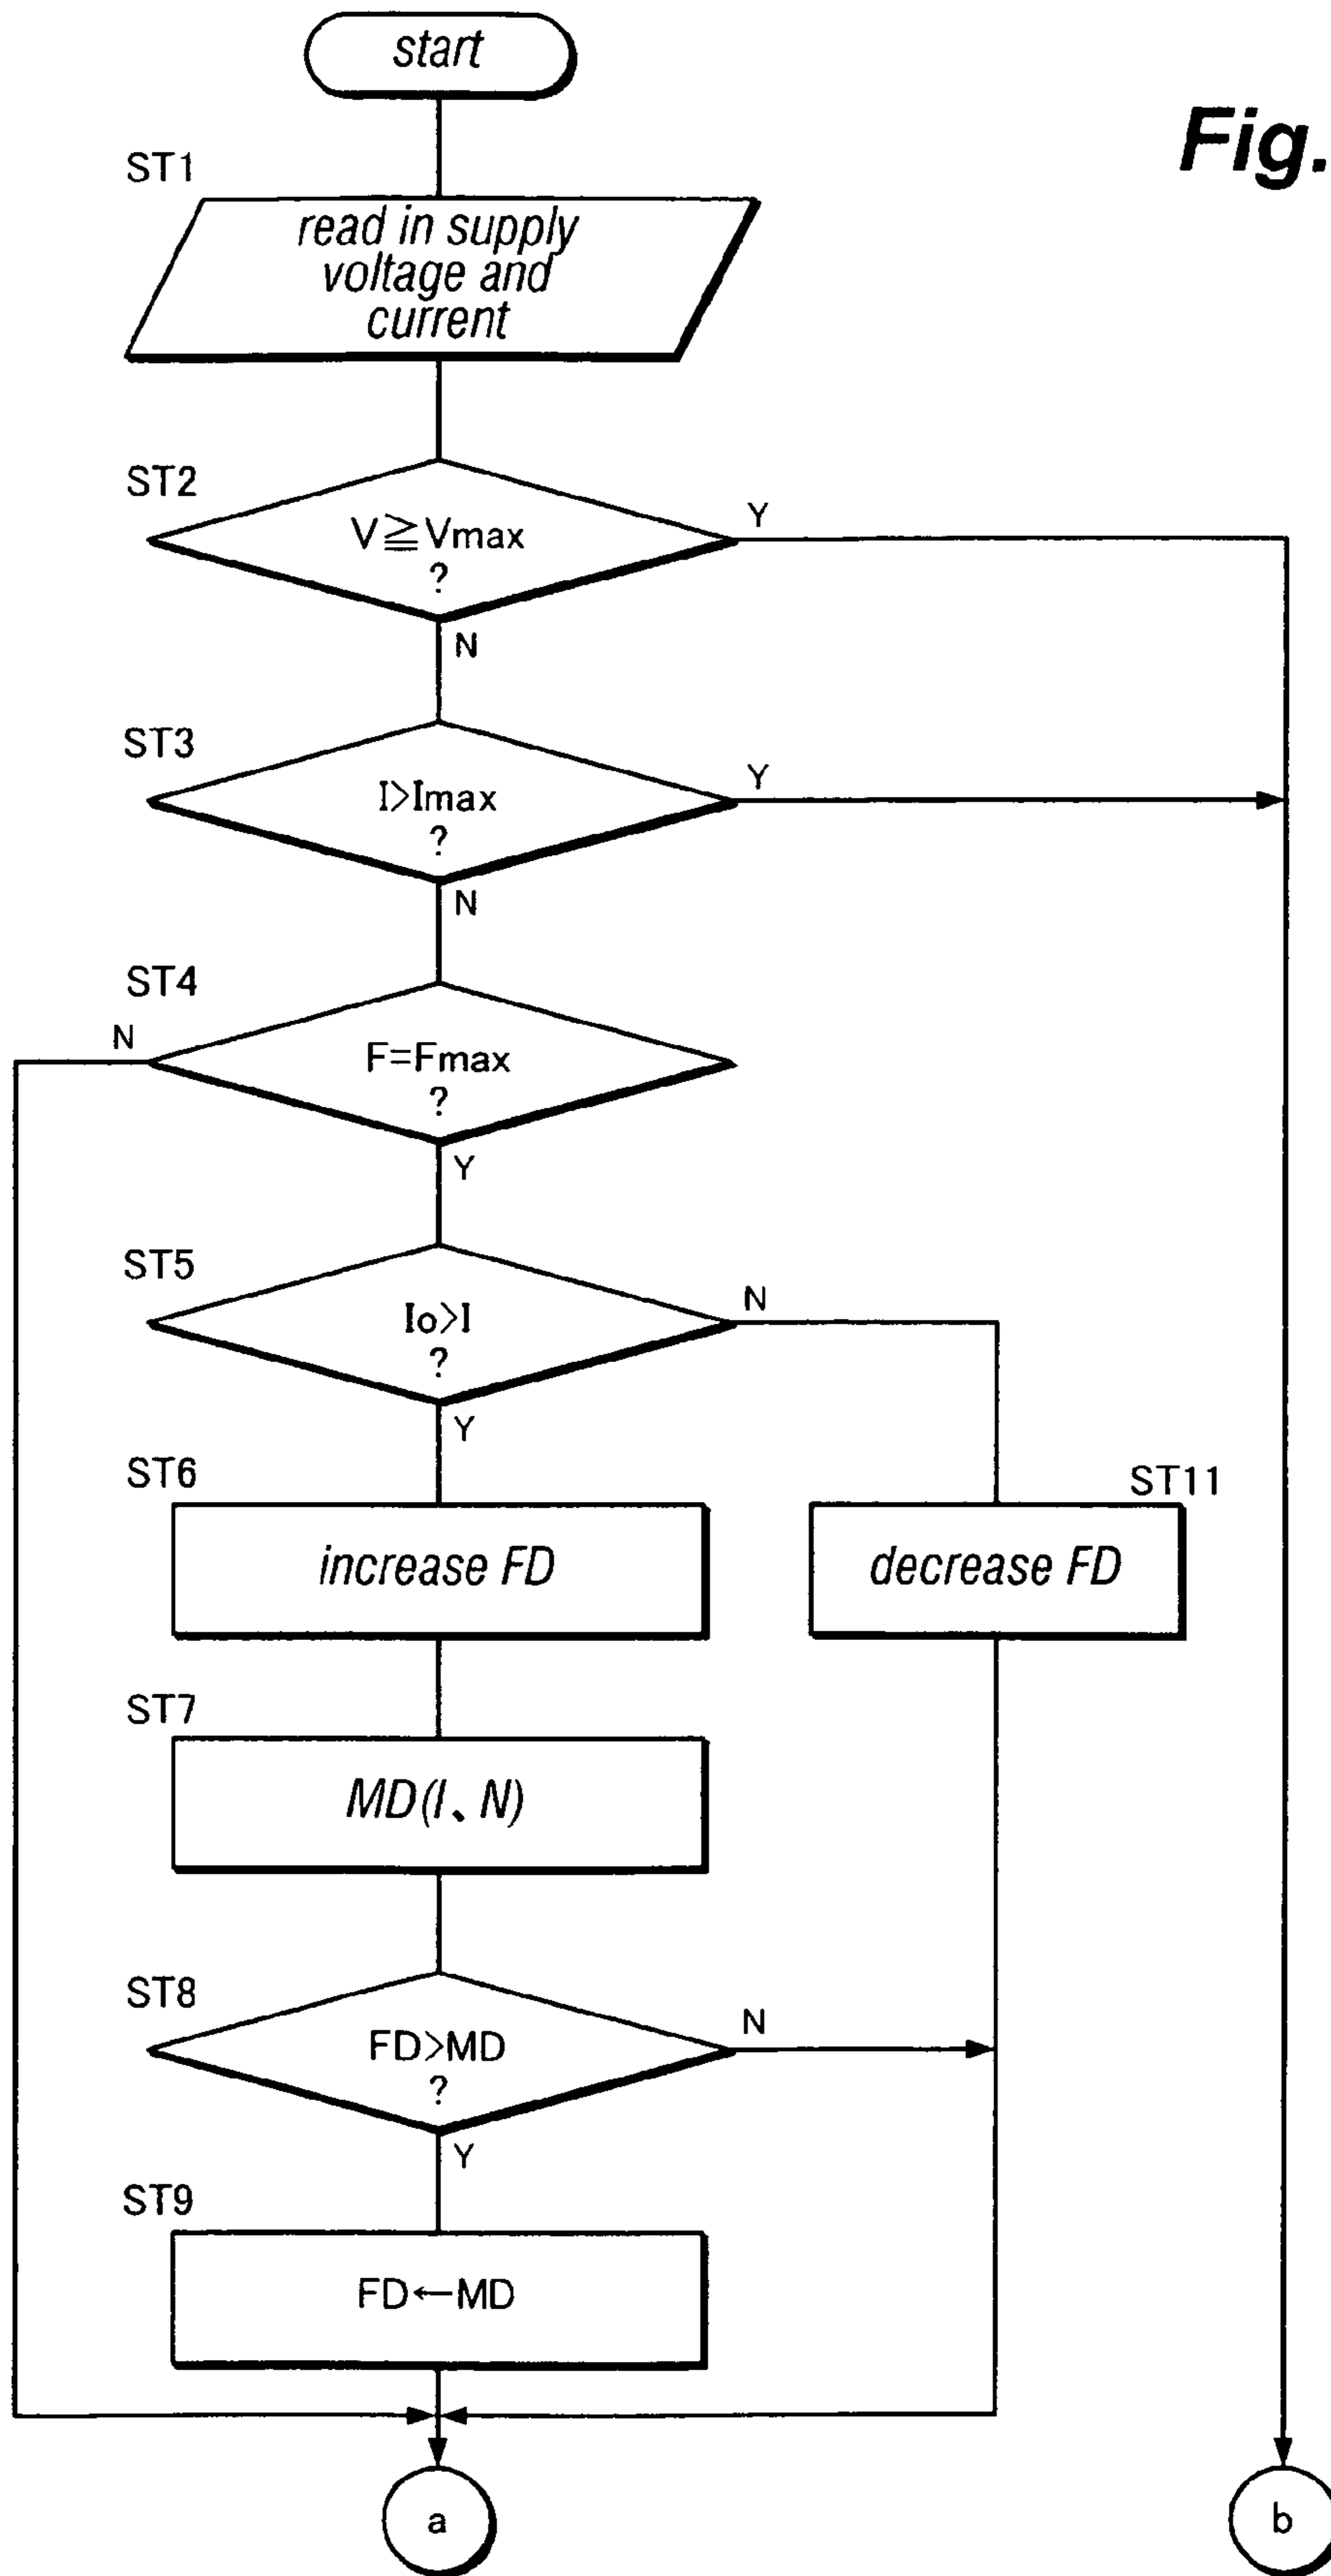 start
Fig.
ST1
read in supply
voltage and
current
ST2
V≧Vmax
?
Y
N
ST3
I>Imax
?
Y
N
ST4
N
F=Fmax
?
Y
ST5
Io>I
?
N
Y
ST6
increase FD
ST11
decrease FD
ST7
MD(I、N)
ST8
FD>MD
?
N
Y
ST9
FD←MD
a
b